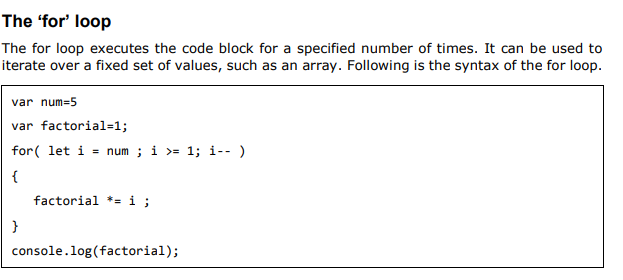 The ‘for’ loop
The for loop executes the code block for a specified number of times. It can be used to
iterate over a fixed set of values, such as an array. Following is the syntax of the for loop.
var num=5
var factorial=1;
for( let i = num ; i >= 1; i-- )
{
factorial *= i ;
}
console.log(factorial);